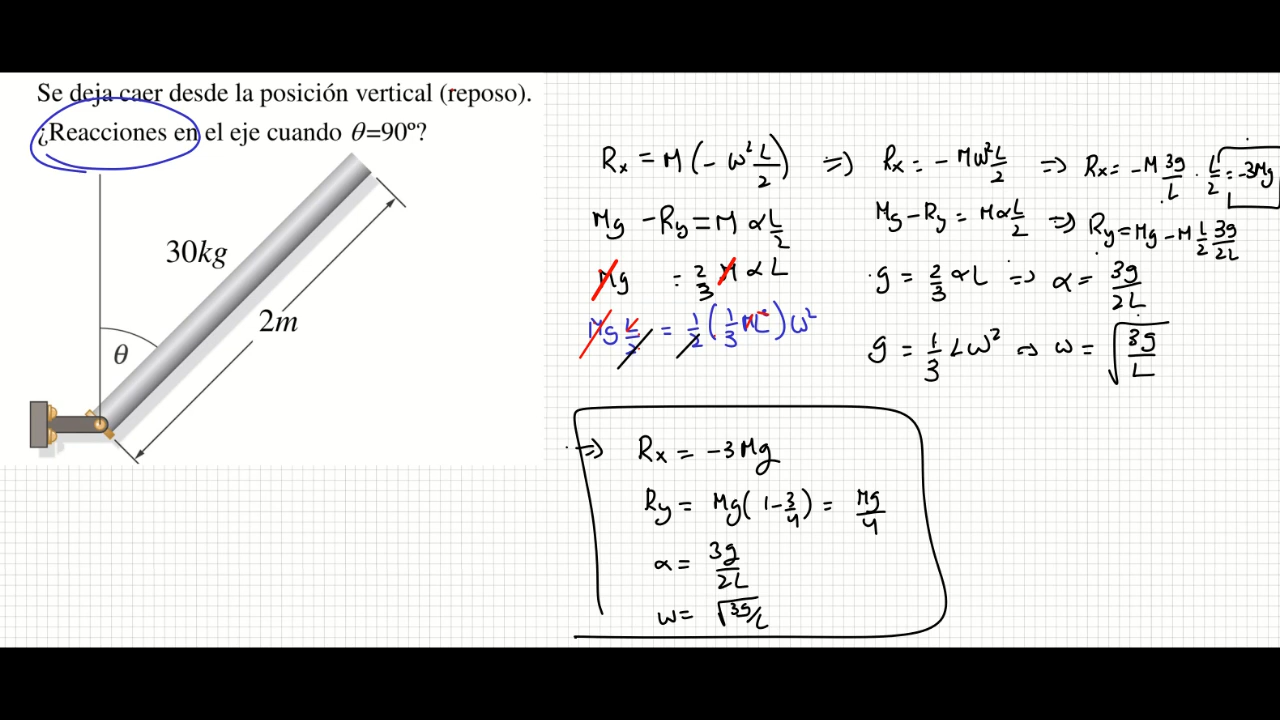 Se deja caer desde la posición vertical (reposo).
¿Reacciones en el eje cuando θ=90º?
30kg
2m
θ
Rx = M (- ω² L/2) => Rx = - Mω²L/2 => Rx = -M 3g/L · L/2 = -3Mg
Mg - Ry = M α L/2 Mg - Ry = MαL/2 => Ry = Mg - M L/2 3g/2L
Mg = 2/3 M α L g = 2/3 αL => α = 3g/2L
Mg L/2 = 1/2 (1/3 ML²) ω² g = 1/3 Lω² => ω = √3g/L
=> Rx = -3Mg
Ry = Mg( 1-3/4) = Mg/4
α = 3g/2L
ω = √3g/L